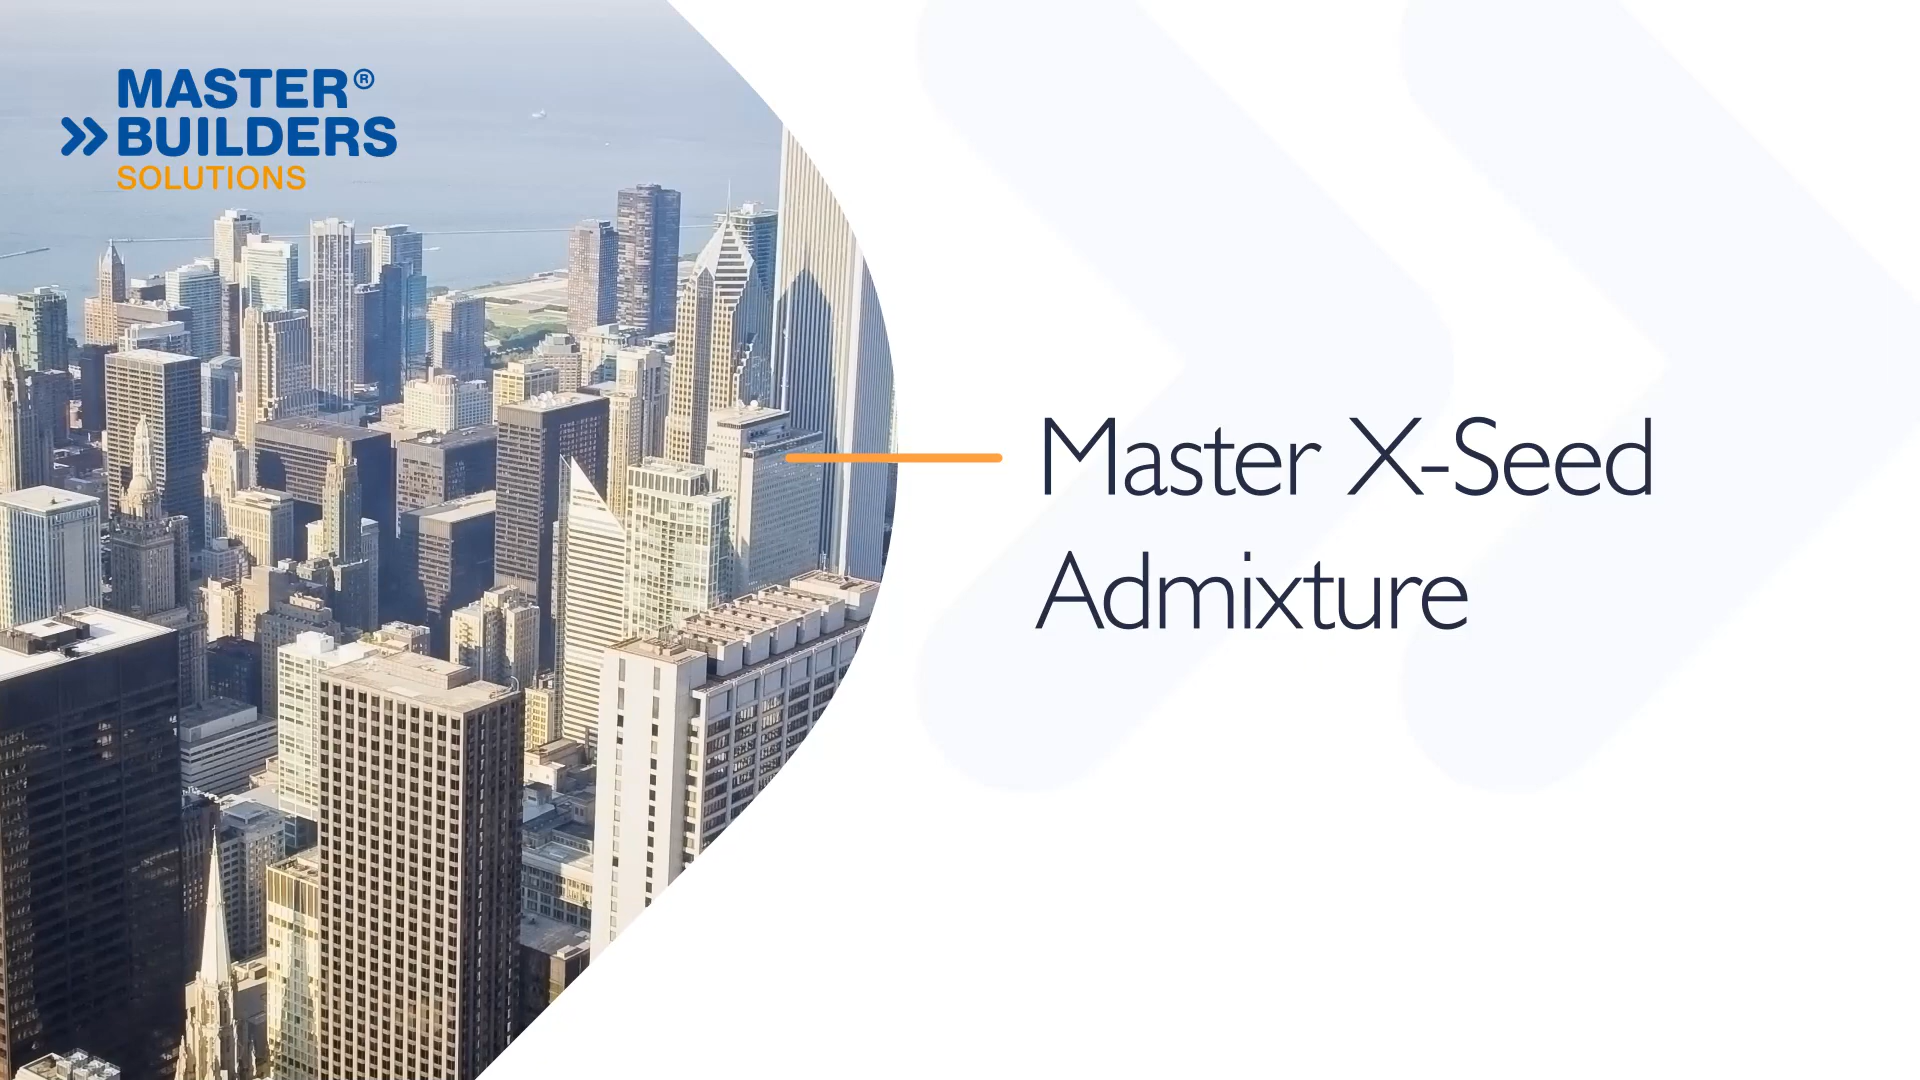 MASTER®
BUILDERS
SOLUTIONS
Master X-Seed
Admixture